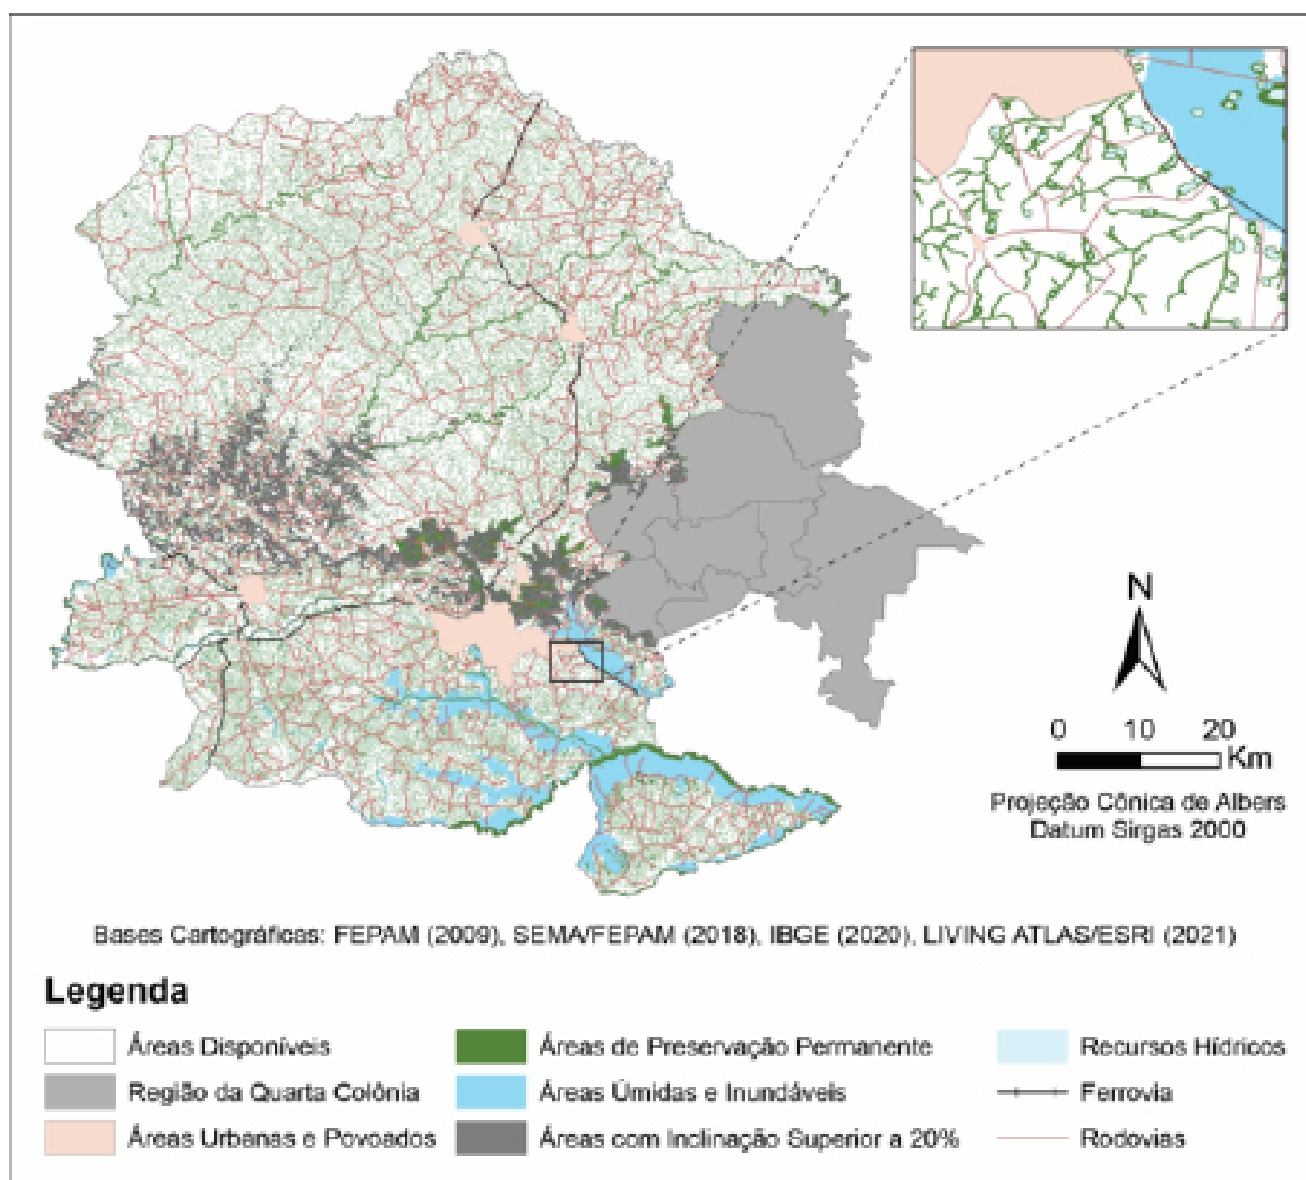 N
0 10 20
Km
Projeção Cônica de Albers
Datum Sirgas 2000
Bases Cartográficas: FEPAM (2009), SEMA/FEPAM (2018), IBGE (2020), LIVING ATLAS/ESRI (2021)
Legenda
Áreas Disponíveis
Região da Quarta Colônia
Áreas Urbanas e Povoados
Áreas de Preservação Permanente
Áreas Úmidas e Inundáveis
Áreas com Inclinação Superior a 20%
Recursos Hídricos
Ferrovia
Rodovias